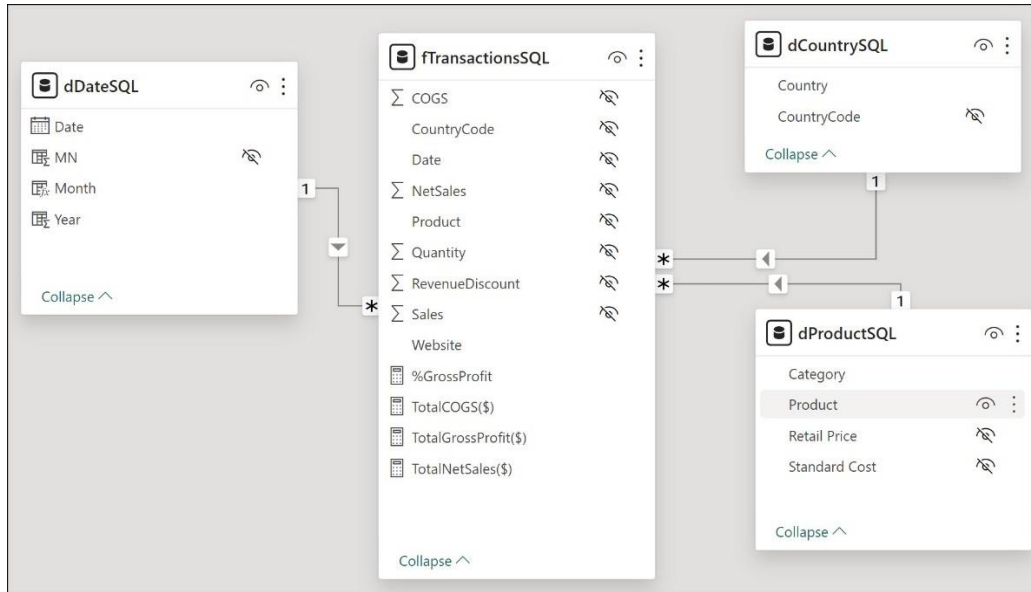 dDateSQL
Date
MN
Month
Year
Collapse
1
*
fTransactionsSQL
COGS
CountryCode
Date
NetSales
Product
Quantity
RevenueDiscount
Sales
Website
%GrossProfit
TotalCOGS($)
TotalGrossProfit($)
TotalNetSales($)
Collapse
dCountrySQL
Country
CountryCode
Collapse
1
*
*
1
dProductSQL
Category
Product
Retail Price
Standard Cost
Collapse